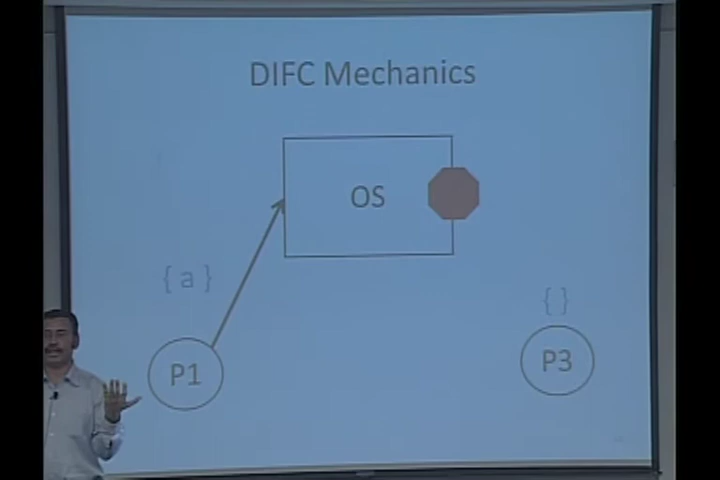 DIFC Mechanics
OS
{ a }
{ }
P1
P3